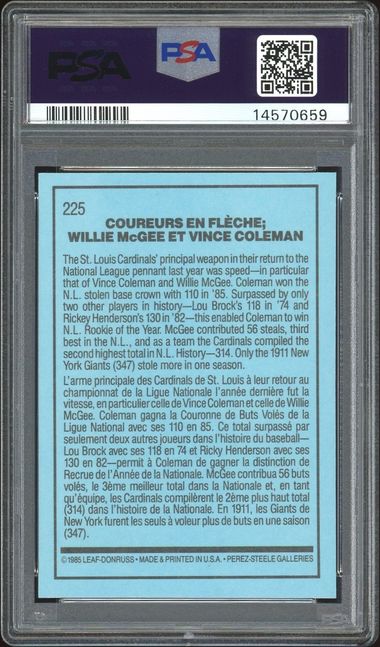 PSA
PSA
14570659
225
COUREURS EN FLÈCHE;
WILLIE McGEE ET VINCE COLEMAN
The St. Louis Cardinals' principal weapon in their return to the
National League pennant last year was speed—in particular
that of Vince Coleman and Willie McGee. Coleman won the
N.L. stolen base crown with 110 in '85. Surpassed by only
two other players in history—Lou Brock's 118 in '74 and
Rickey Henderson's 130 in '82—this enabled Coleman to win
N.L. Rookie of the Year. McGee contributed 56 steals, third
best in the N.L., and as a team the Cardinals compiled the
second highest total in N.L. History—314. Only the 1911 New
York Giants (347) stole more in one season.
L'arme principale des Cardinals de St. Louis à leur retour au
championnat de la Ligue Nationale l'année dernière fut la
vitesse, en particulier celle de Vince Coleman et celle de Willie
McGee. Coleman gagna la Couronne de Buts Volés de la
Ligue National avec ses 110 en 85. Ce total surpassé par
seulement deux autres joueurs dans l'histoire du baseball—
Lou Brock avec ses 118 en 74 et Ricky Henderson avec ses
130 en 82—permit à Coleman de gagner la distinction de
Recrue de l'Année de la Nationale. McGee contribua 56 buts
volés, le 3ème meilleur total dans la Nationale et, en tant
qu'équipe, les Cardinals compilèrent le 2ème plus haut total
(314) dans l'histoire de la Nationale. En 1911, les Giants de
New York furent les seuls à voleur plus de buts en une saison
(347).
©1985 LEAF-DONRUSS • MADE & PRINTED IN U.S.A. • PEREZ-STEELE GALLERIES